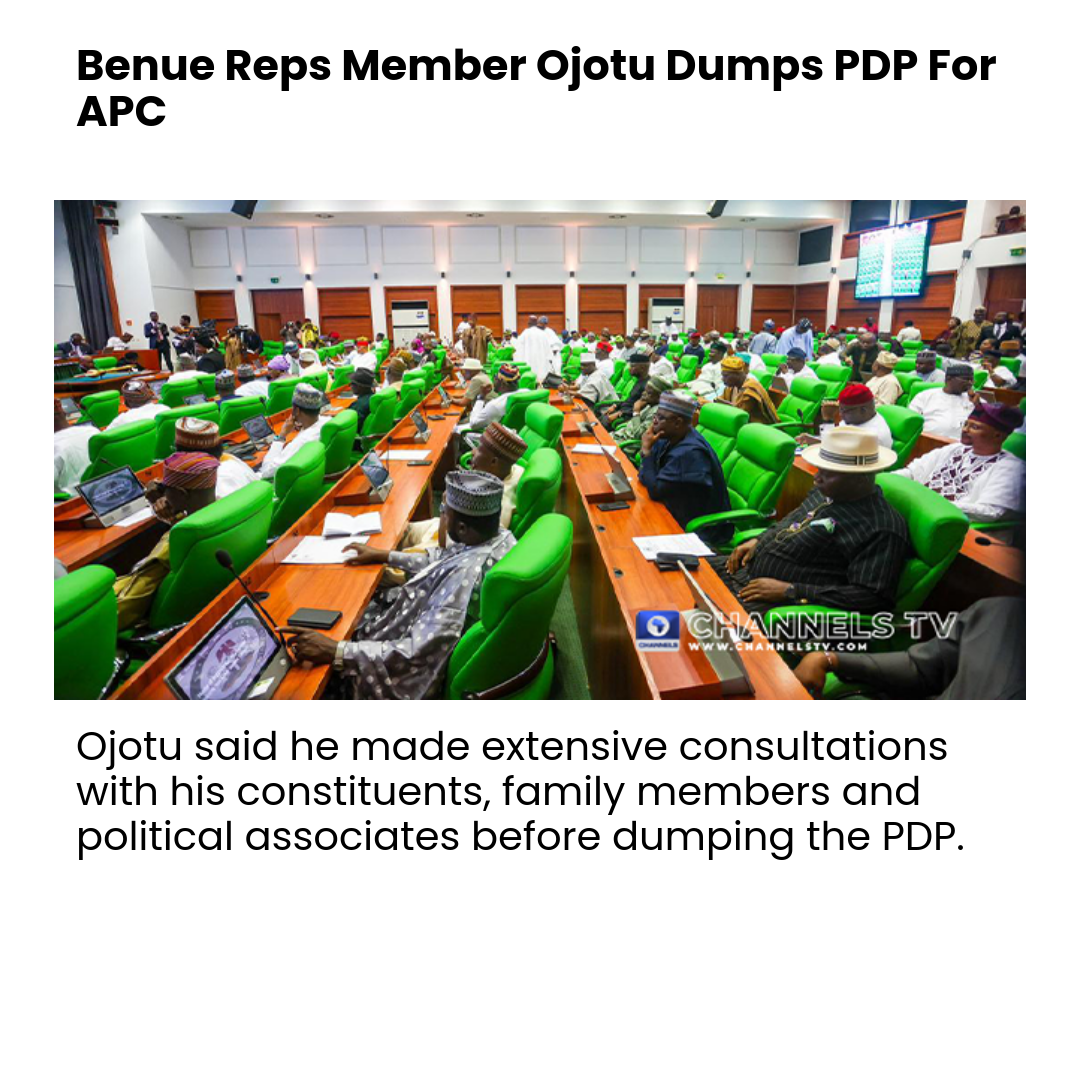 Benue Reps Member Ojotu Dumps PDP For
APC
CHANNELS TV
CHANNELS
WWW.CHANNELSTV.COM
Ojotu said he made extensive consultations
with his constituents, family members and
political associates before dumping the PDP.